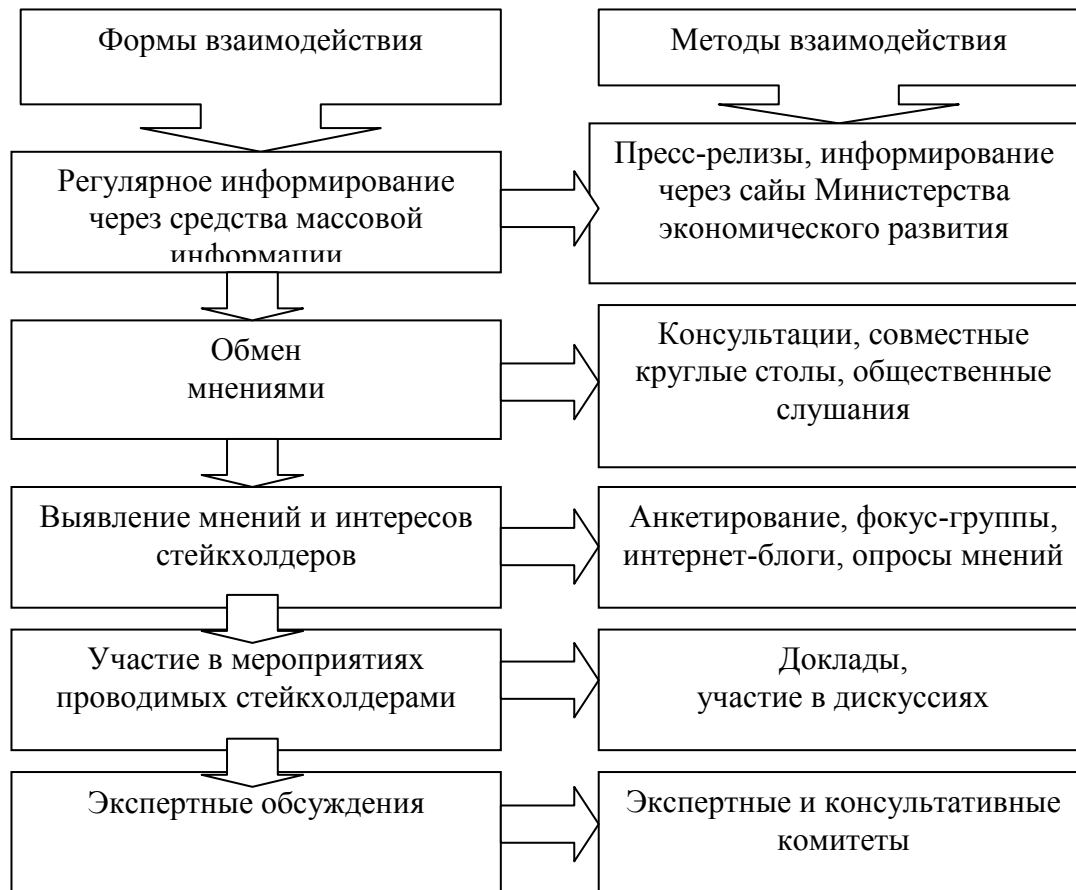 Формы взаимодействия
Методы взаимодействия
Регулярное информирование
через средства массовой
информации
Пресс-релизы, информирование
через сайы Министерства
экономического развития
Обмен
мнениями
Консультации, совместные
круглые столы, общественные
слушания
Выявление мнений и интересов
стейкхолдеров
Анкетирование, фокус-группы,
интернет-блоги, опросы мнений
Участие в мероприятиях
проводимых стейкхолдерами
Доклады,
участие в дискуссиях
Экспертные обсуждения
Экспертные и консультативные
комитеты